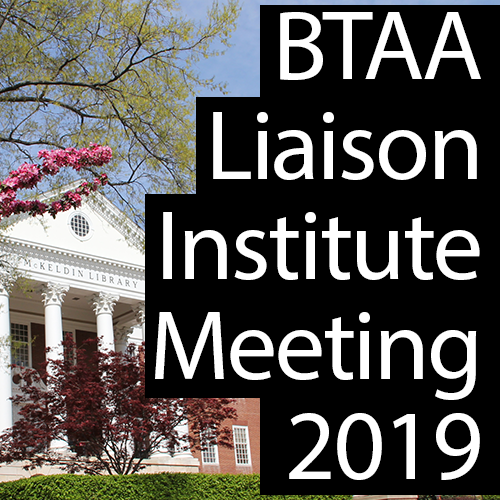 BTAA
Liaison
Institute
Meeting
2019
McKELDIN LIBRARY